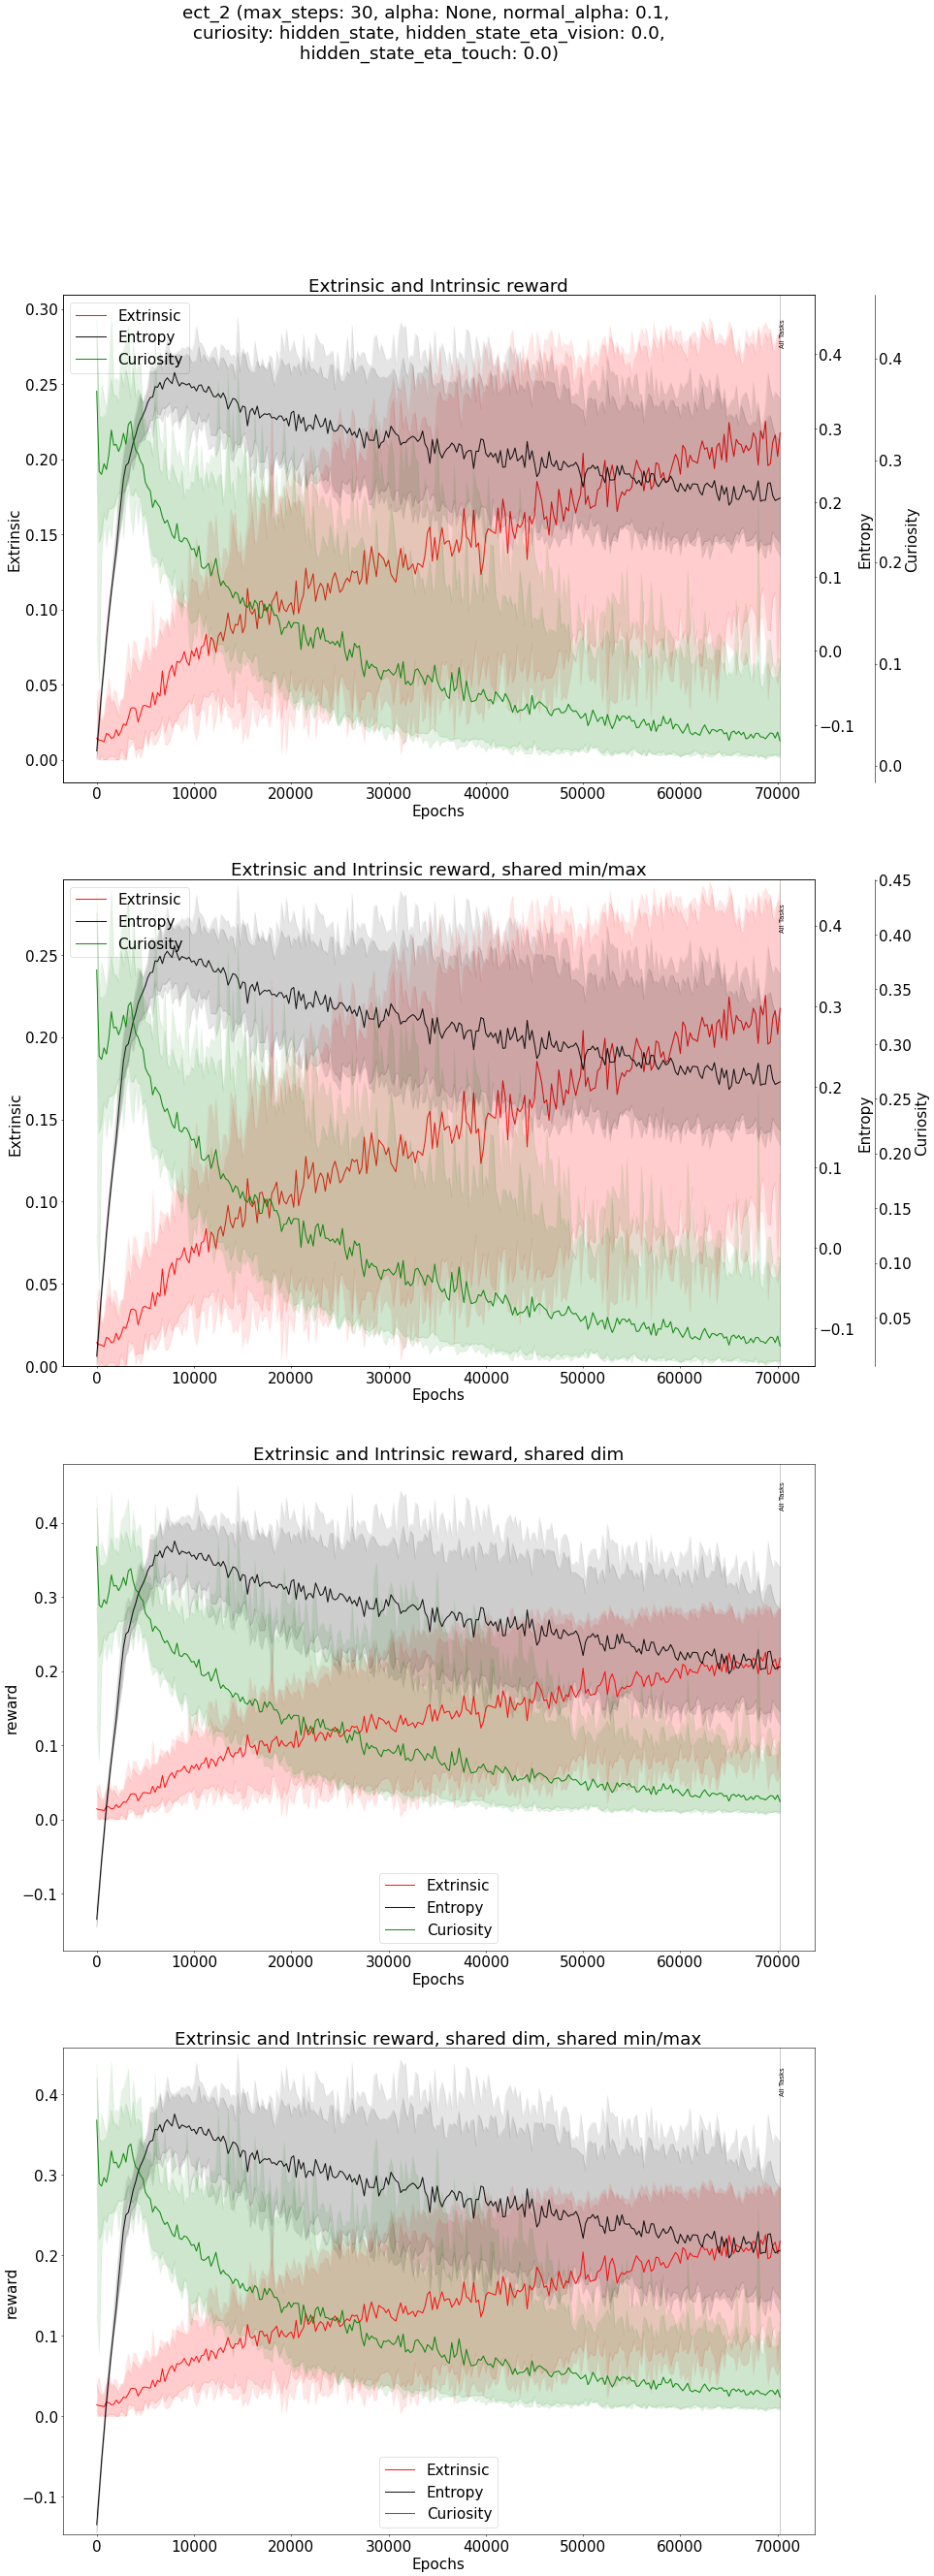 ect_2 (max_steps: 30, alpha: None, normal_alpha: 0.1,
curiosity: hidden_state, hidden_state_eta_vision: 0.0,
hidden_state_eta_touch: 0.0)
Extrinsic and Intrinsic reward
Extrinsic
Entropy
Curiosity
All Tasks
0.30
0.25
0.20
0.15
0.10
0.05
0.00
Extrinsic
0.4
0.3
0.2
0.1
0.0
−0.1
Entropy
0.4
0.3
0.2
0.1
0.0
Curiosity
0 10000 20000 30000 40000 50000 60000 70000
Epochs
Extrinsic and Intrinsic reward, shared min/max
Extrinsic
Entropy
Curiosity
All Tasks
0.25
0.20
0.15
0.10
0.05
0.00
Extrinsic
0.4
0.3
0.2
0.1
0.0
−0.1
Entropy
0.45
0.40
0.35
0.30
0.25
0.20
0.15
0.10
0.05
Curiosity
0 10000 20000 30000 40000 50000 60000 70000
Epochs
Extrinsic and Intrinsic reward, shared dim
All Tasks
0.4
0.3
0.2
0.1
0.0
−0.1
reward
Extrinsic
Entropy
Curiosity
0 10000 20000 30000 40000 50000 60000 70000
Epochs
Extrinsic and Intrinsic reward, shared dim, shared min/max
All Tasks
0.4
0.3
0.2
0.1
0.0
−0.1
reward
Extrinsic
Entropy
Curiosity
0 10000 20000 30000 40000 50000 60000 70000
Epochs